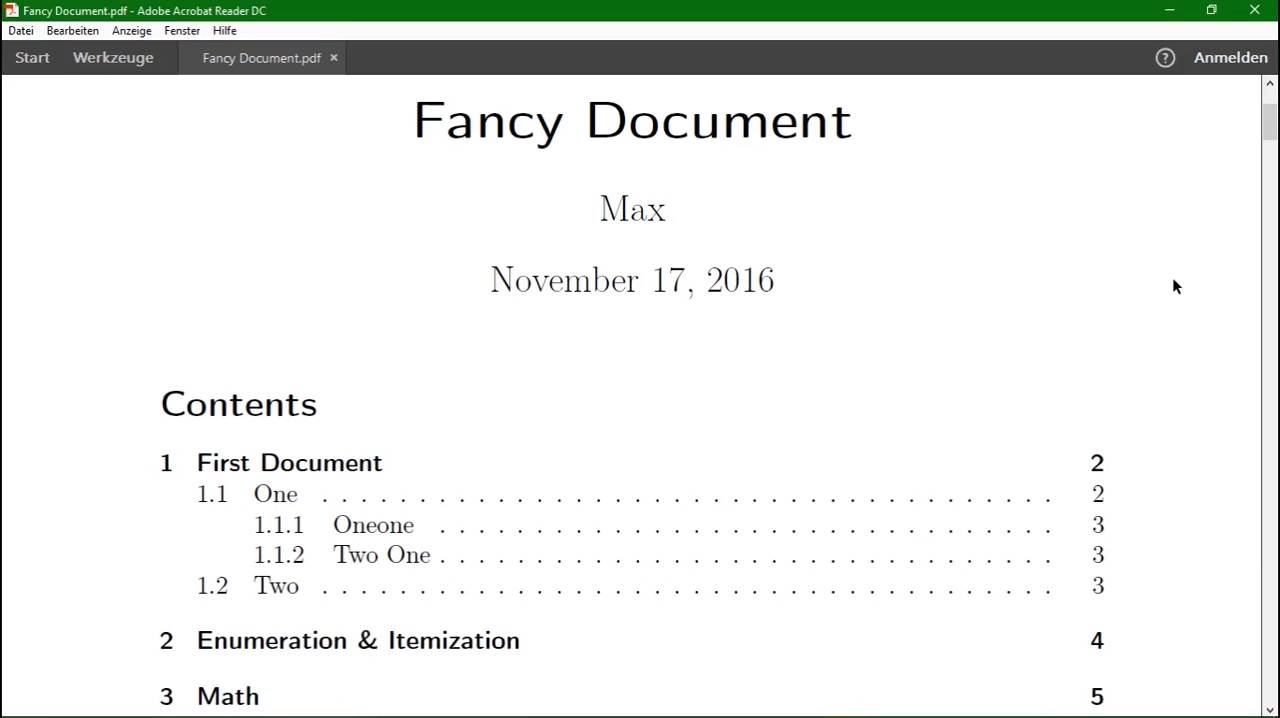 Fancy Document.pdf - Adobe Acrobat Reader DC
Datei Bearbeiten Anzeige Fenster Hilfe
Start Werkzeuge Fancy Document.pdf × ? Anmelden
Fancy Document
Max
November 17, 2016
Contents
1 First Document 2
1.1 One . . . . . . . . . . . . . . . . . . . . . . . . . . . . . . . . . . . . . . 2
1.1.1 Oneone . . . . . . . . . . . . . . . . . . . . . . . . . . . . . . . . 3
1.1.2 Two One . . . . . . . . . . . . . . . . . . . . . . . . . . . . . . . . 3
1.2 Two . . . . . . . . . . . . . . . . . . . . . . . . . . . . . . . . . . . . . . 3
2 Enumeration & Itemization 4
3 Math 5